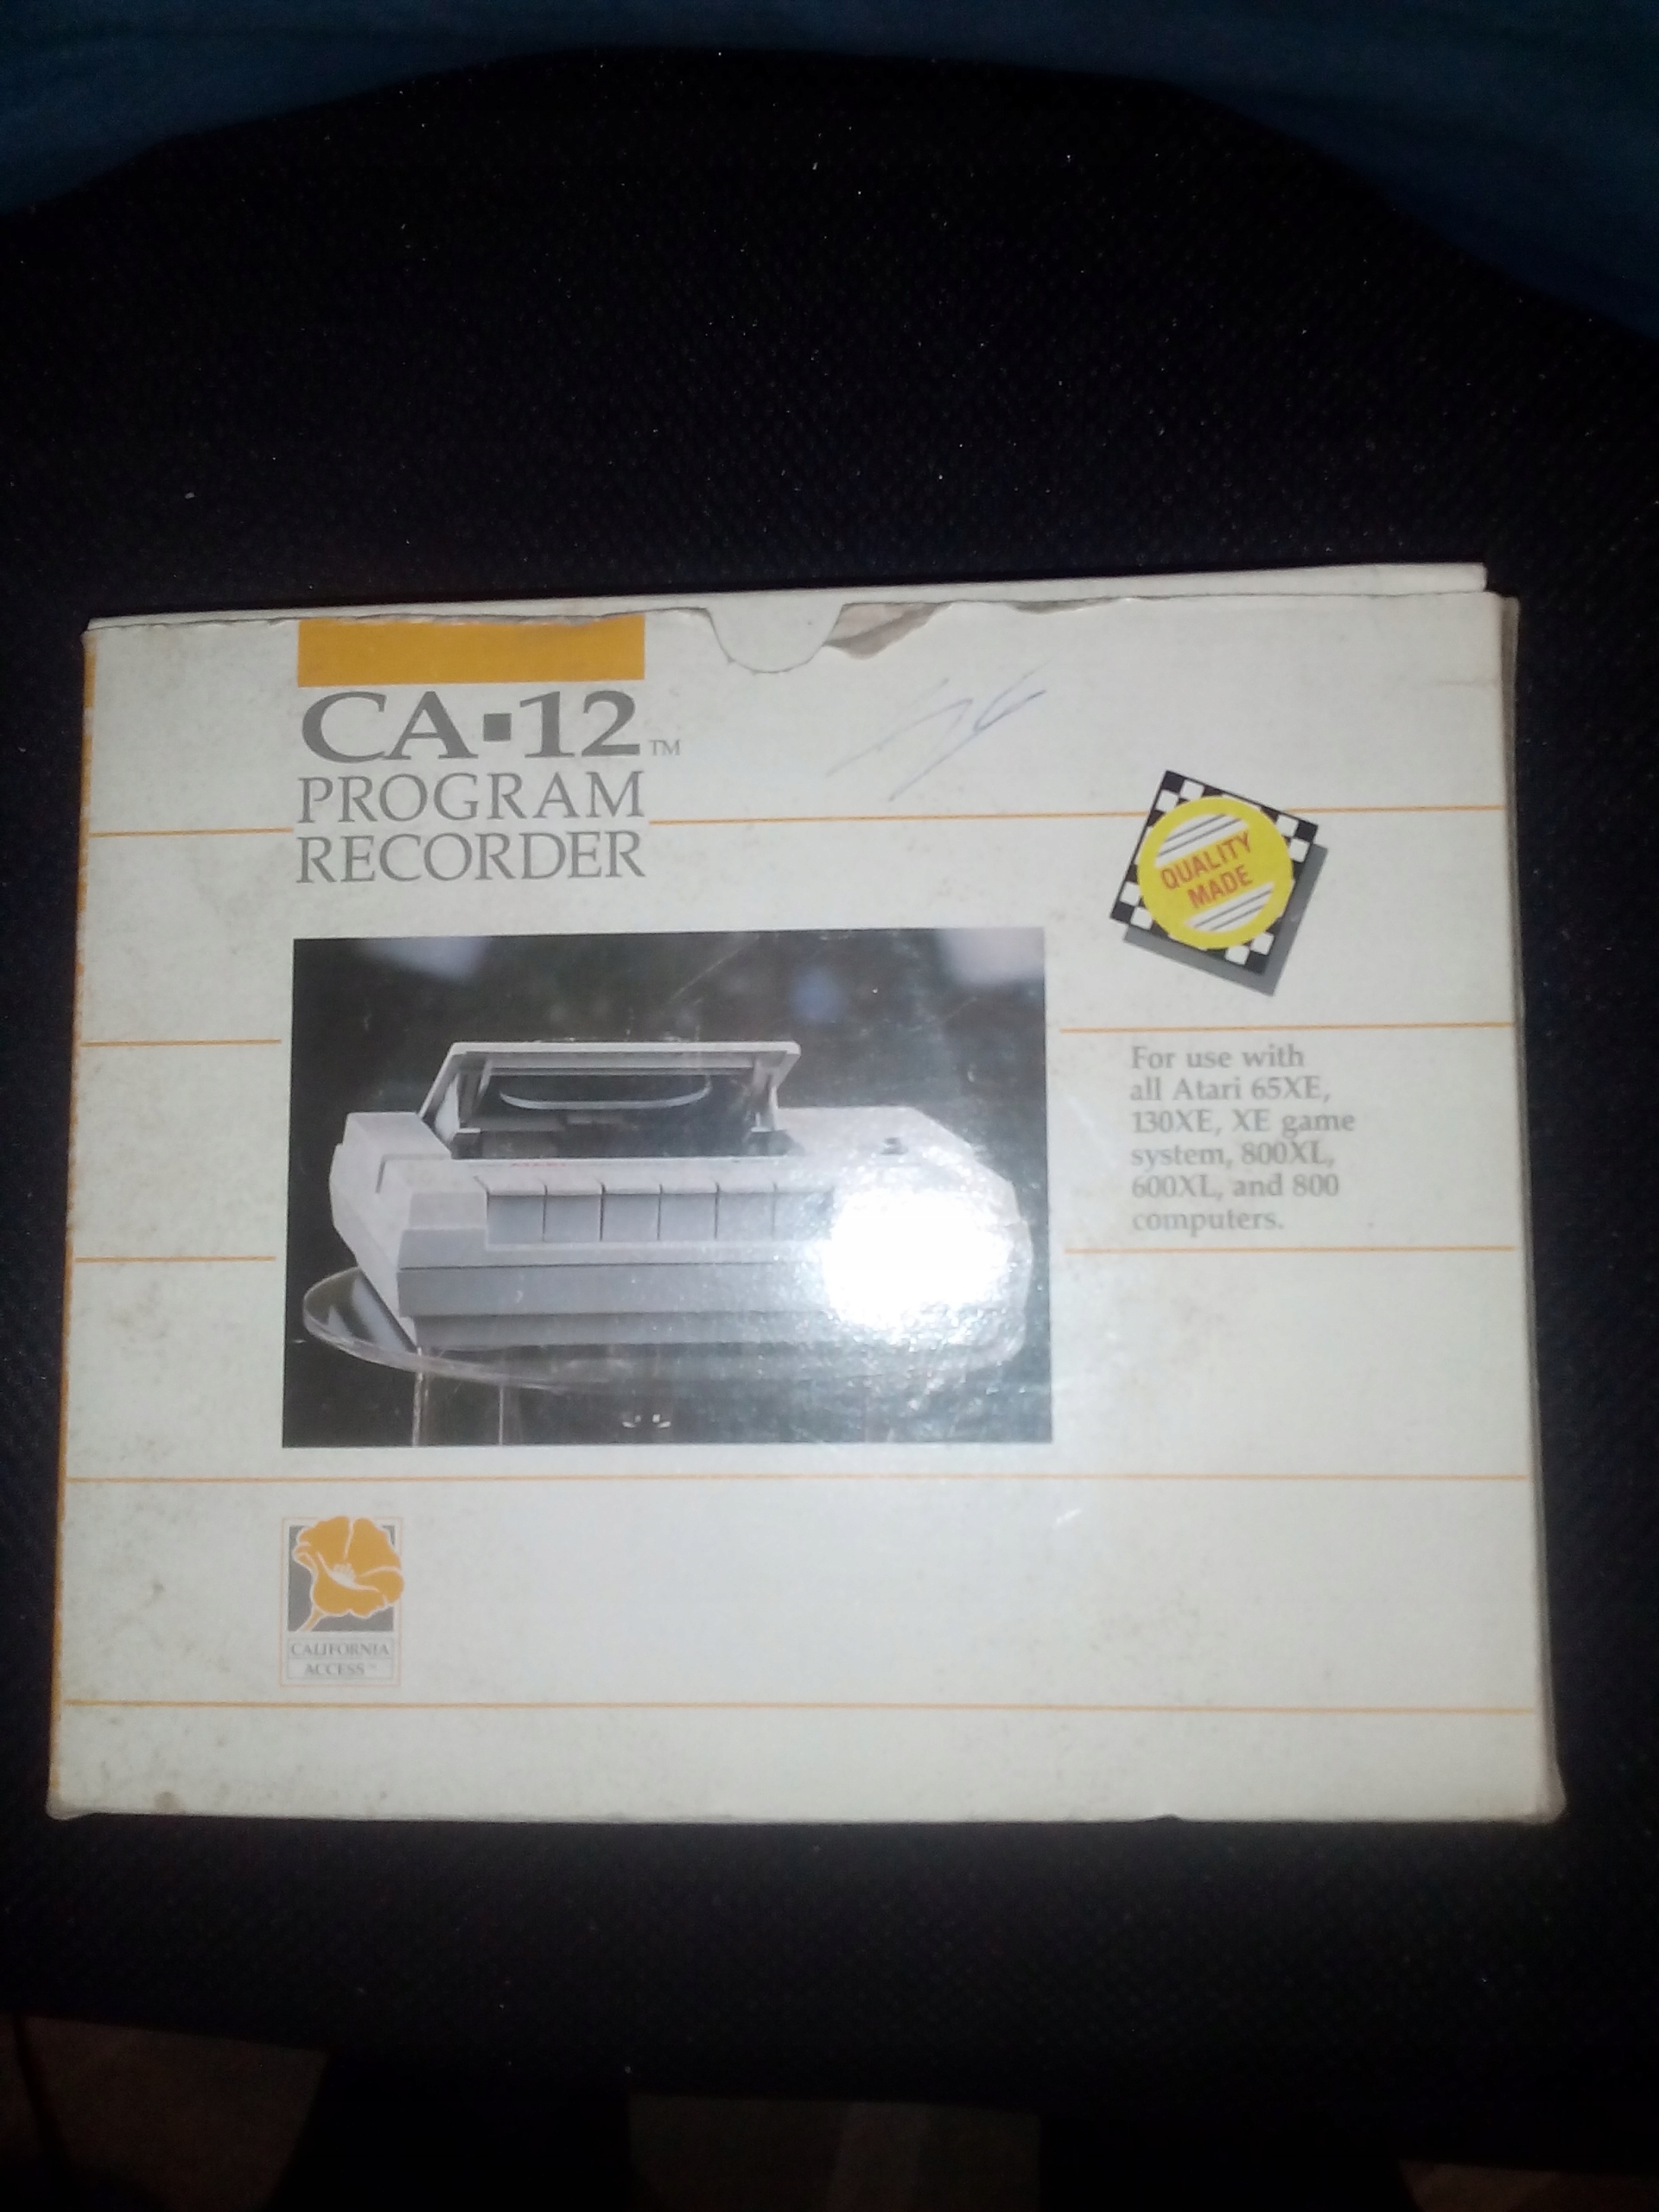 CA▪12™
PROGRAM
RECORDER
QUALITY
MADE
For use with
all Atari 65XE,
130XE, XE game
system, 800XL,
600XL, and 800
computers.
CALIFORNIA
ACCESS™